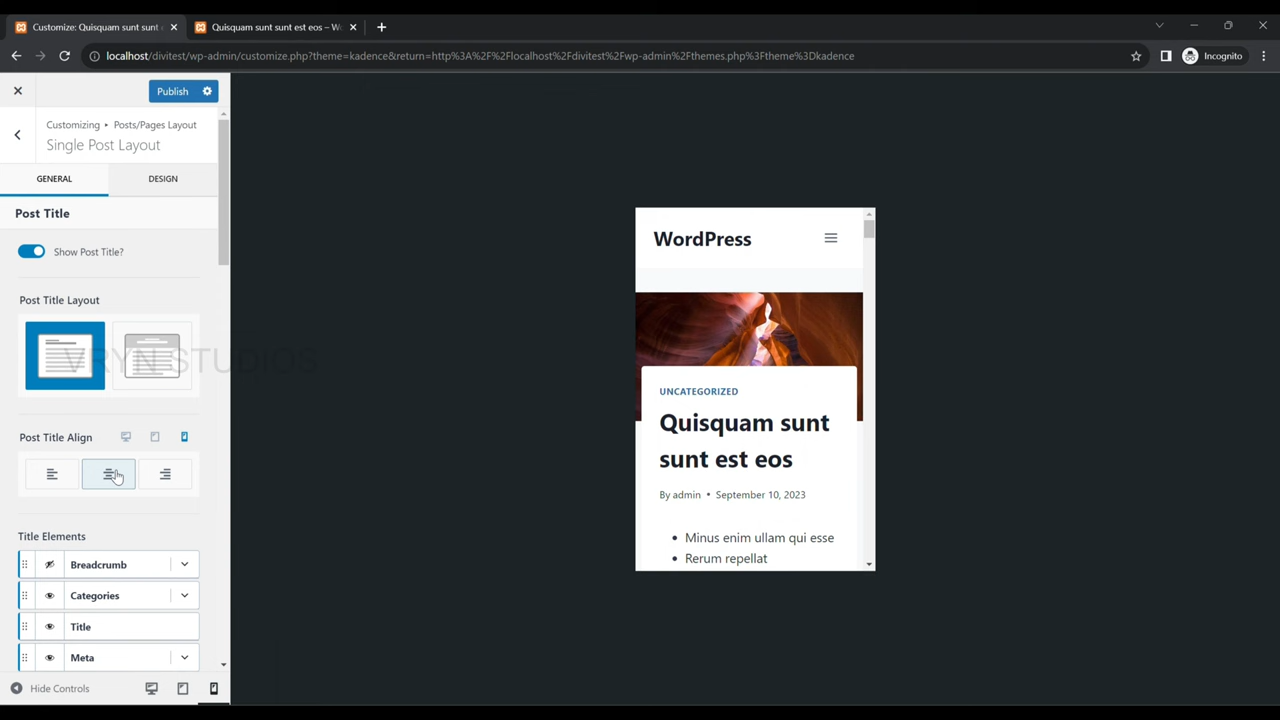 Customize: Quisquam sunt sunt
Quisquam sunt sunt est eos – W
localhost/divitest/wp-admin/customize.php?theme=kadence&return=http%3A%2F%2Flocalhost%2Fdivitest%2Fwp-admin%2Fthemes.php%3Ftheme%3Dkadence
Incognito
Publish
Customizing ▸ Posts/Pages Layout
Single Post Layout
GENERAL
DESIGN
Post Title
Show Post Title?
Post Title Layout
VRYN STUDIOS
Post Title Align
Title Elements
Breadcrumb
Categories
Title
Meta
Hide Controls
WordPress
UNCATEGORIZED
Quisquam sunt
sunt est eos
By admin • September 10, 2023
• Minus enim ullam qui esse
• Rerum repellat